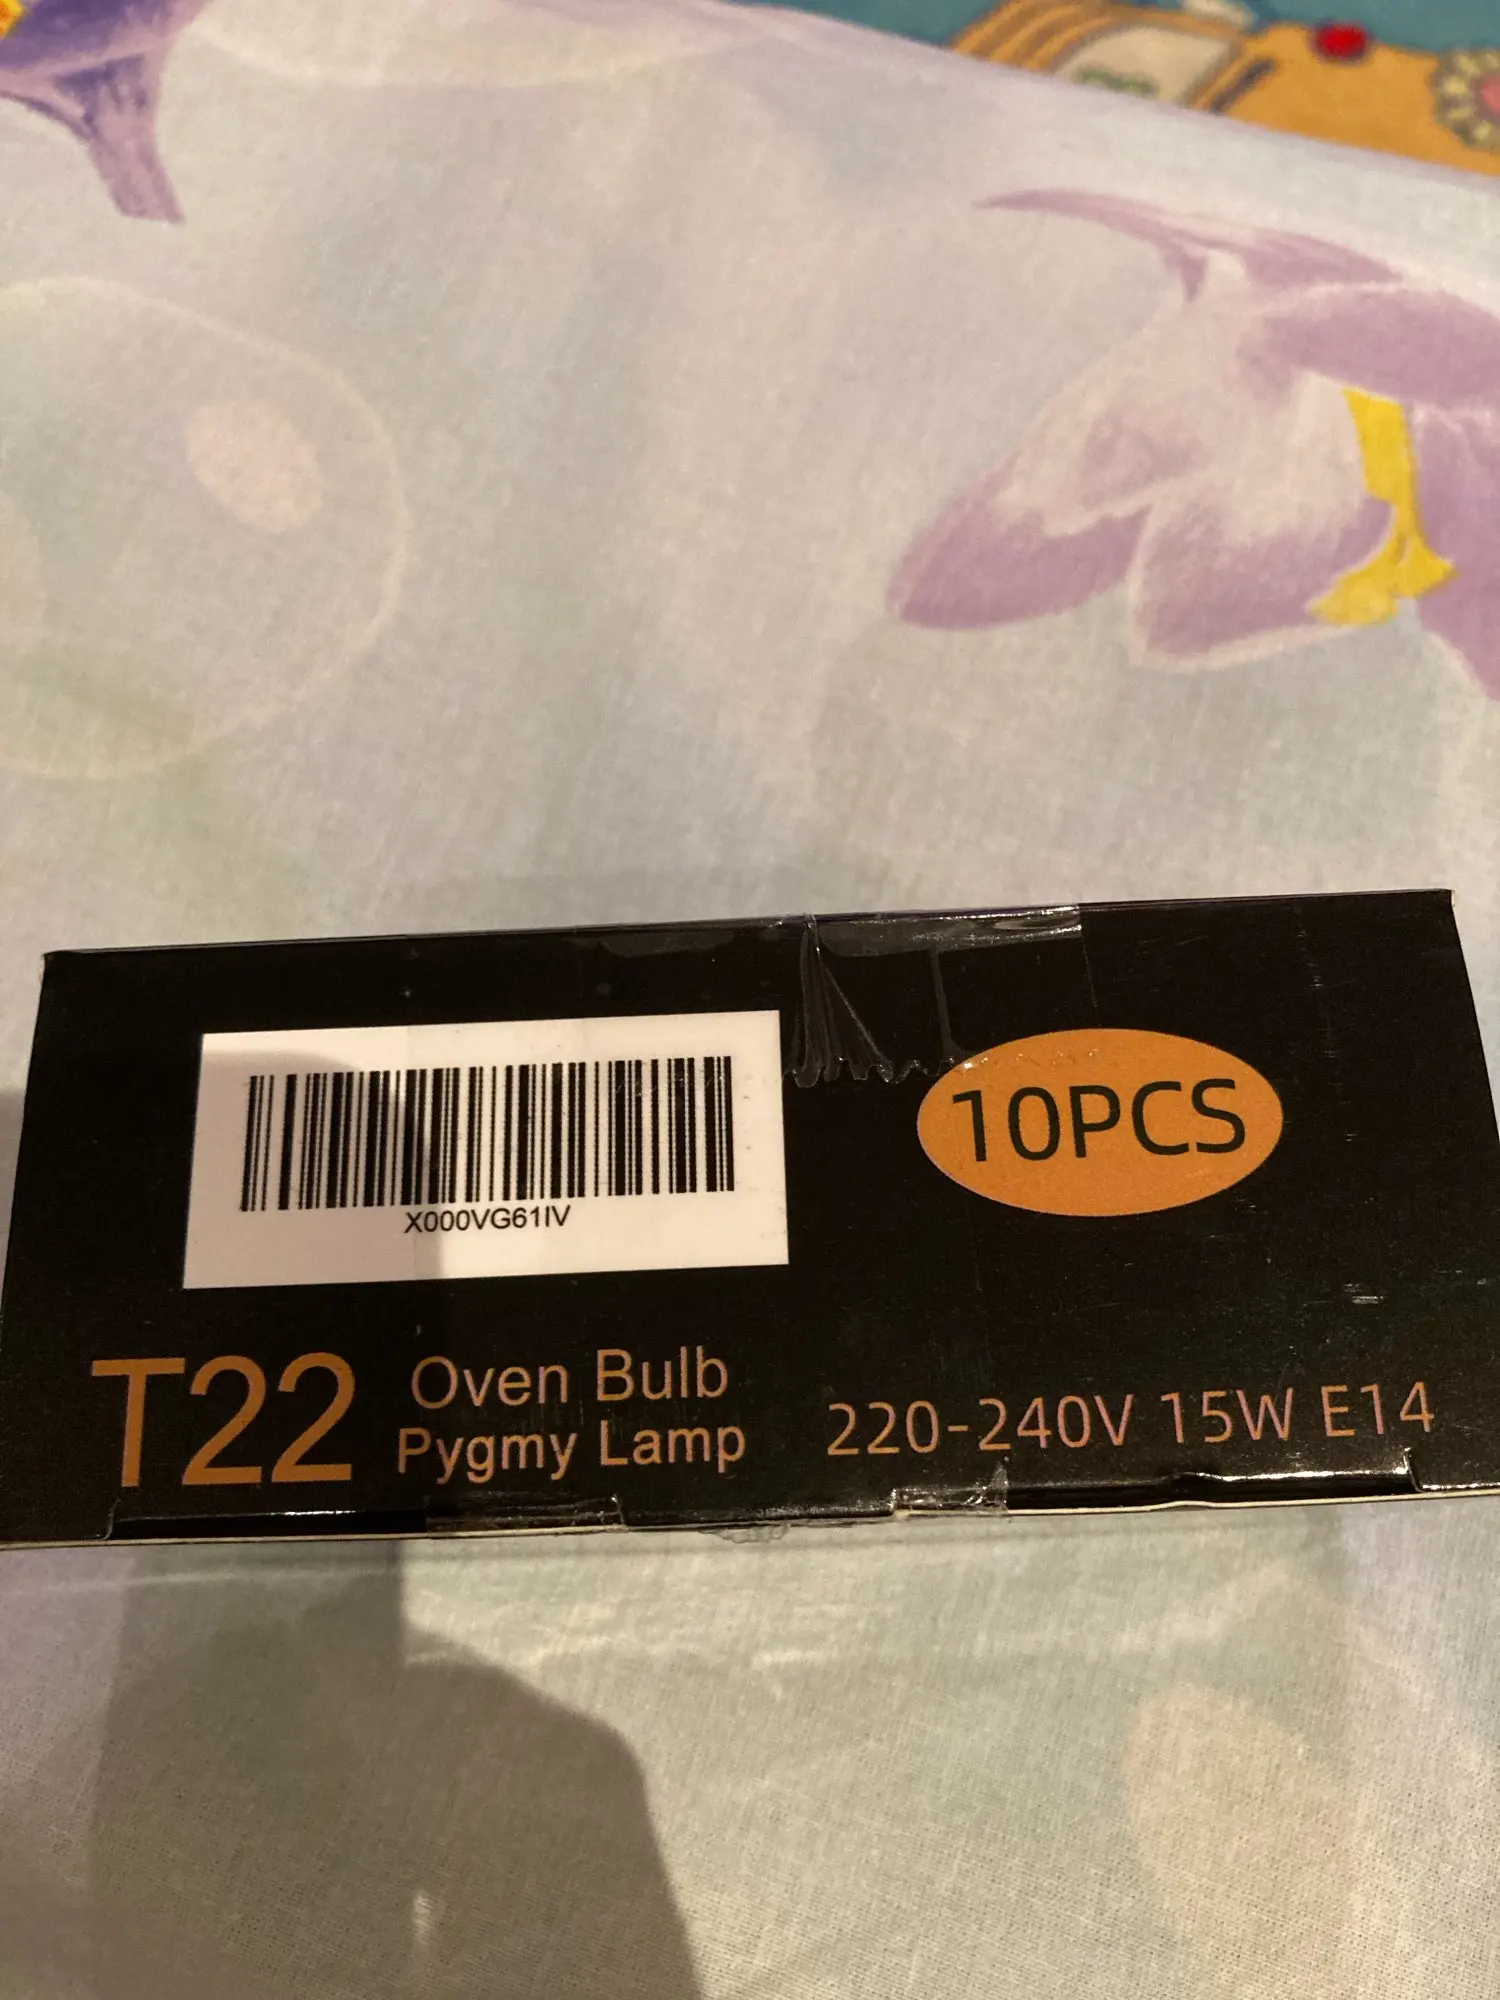 X000VG61IV
10PCS
T22
Oven Bulb
Pygmy Lamp
220-240V 15W E14